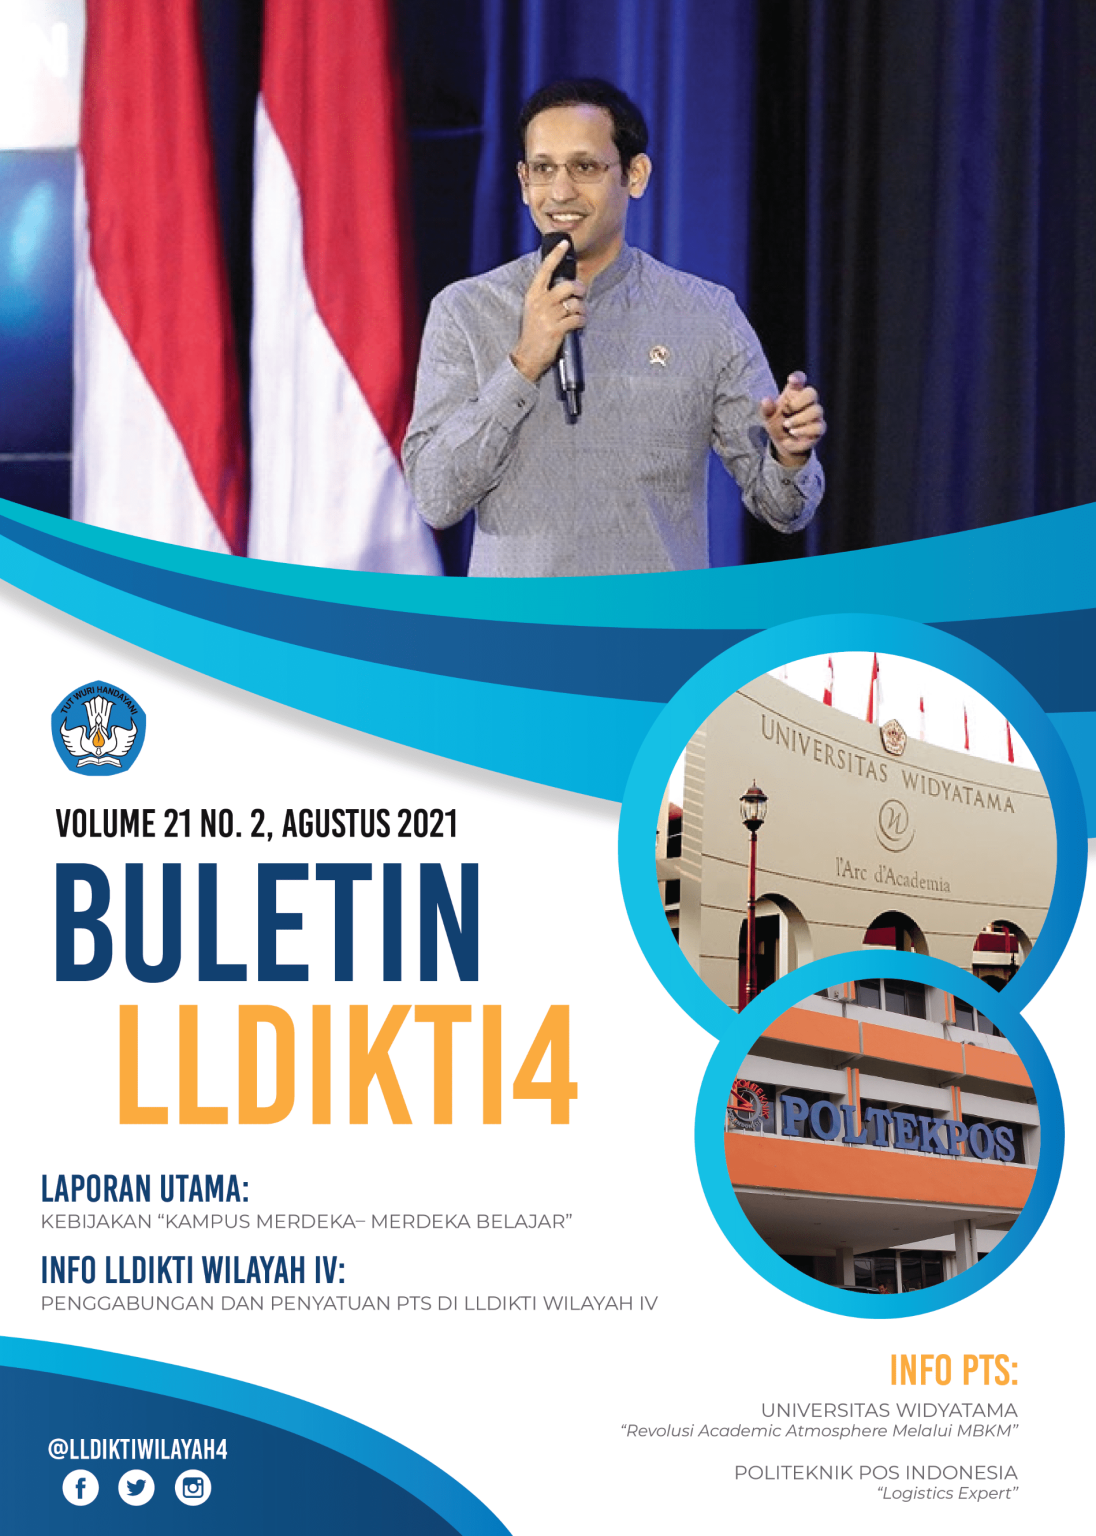 N
TUT WURI HANDAYANI
UNIVERSITAS WIDYATAMA
l'Arc d'Academia
VOLUME 21 NO. 2, AGUSTUS 2021
BULETIN
LLDIKTI4
POLTEKPOS
LAPORAN UTAMA:
KEBIJAKAN “KAMPUS MERDEKA– MERDEKA BELAJAR”
INFO LLDIKTI WILAYAH IV:
PENGGABUNGAN DAN PENYATUAN PTS DI LLDIKTI WILAYAH IV
INFO PTS:
UNIVERSITAS WIDYATAMA
“Revolusi Academic Atmosphere Melalui MBKM”
POLITEKNIK POS INDONESIA
“Logistics Expert”
@LLDIKTIWILAYAH4